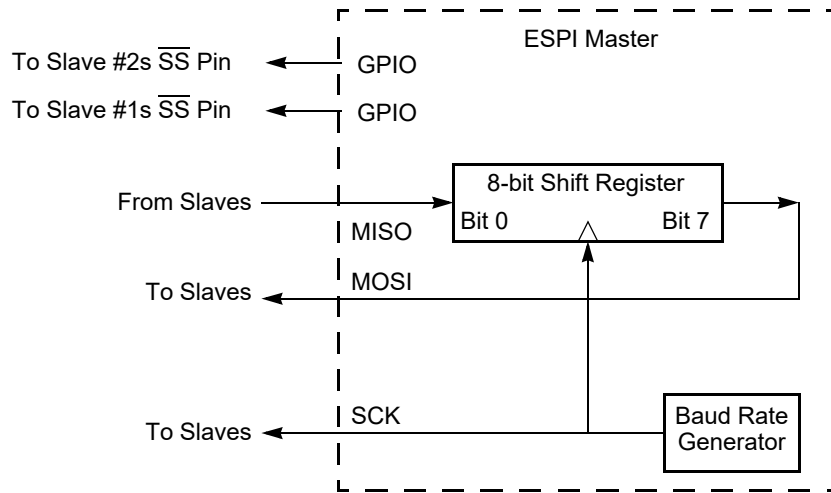 ESPI Master
To Slave #2s SS Pin
GPIO
To Slave #1s SS Pin
GPIO
8-bit Shift Register
From Slaves
Bit 0
Bit 7
MISO
MOSI
To Slaves
SCK
To Slaves
Baud Rate
Generator